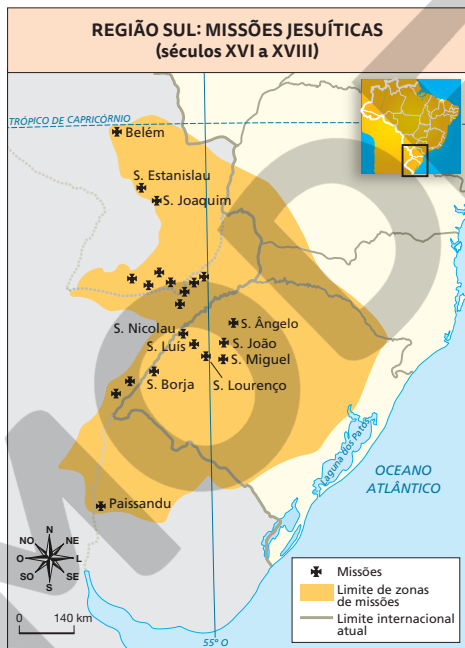 REGIÃO SUL: MISSÕES JESUÍTICAS
(séculos XVI a XVIII)
TRÓPICO DE CAPRICÓRNIO
Belém
S. Estanislau
S. Joaquim
S. Nicolau
S. Ângelo
S. Luís
S. João
S. Miguel
S. Borja
S. Lourenço
Laguna dos Patos
OCEANO
ATLÂNTICO
Paissandu
N
NO
NE
O
L
SO
SE
S
0
140 km
55° O
Missões
Limite de zonas
de missões
Limite internacional
atual